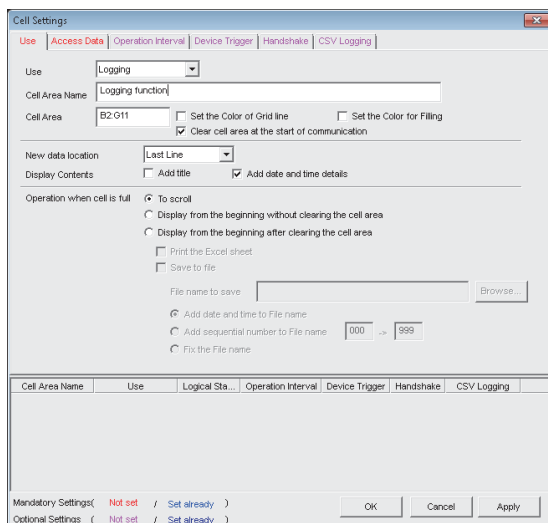 Cell Settings
Use Access Data Operation Interval Device Trigger Handshake CSV Logging
Use Logging
Cell Area Name Logging function
Cell Area B2:G11 Set the Color of Grid line Set the Color for Filling
Clear cell area at the start of communication
New data location Last Line
Display Contents Add title Add date and time details
Operation when cell is full To scroll
Display from the beginning without clearing the cell area
Display from the beginning after clearing the cell area
Print the Excel sheet
Save to file
File name to save Browse...
Add date and time to File name
Add sequential number to File name 000 -> 999
Fix the File name
Cell Area Name Use Logical Sta... Operation Interval Device Trigger Handshake CSV Logging
Mandatory Settings( Not set / Set already ) OK Cancel Apply
Optional Settings ( Not set / Set already )